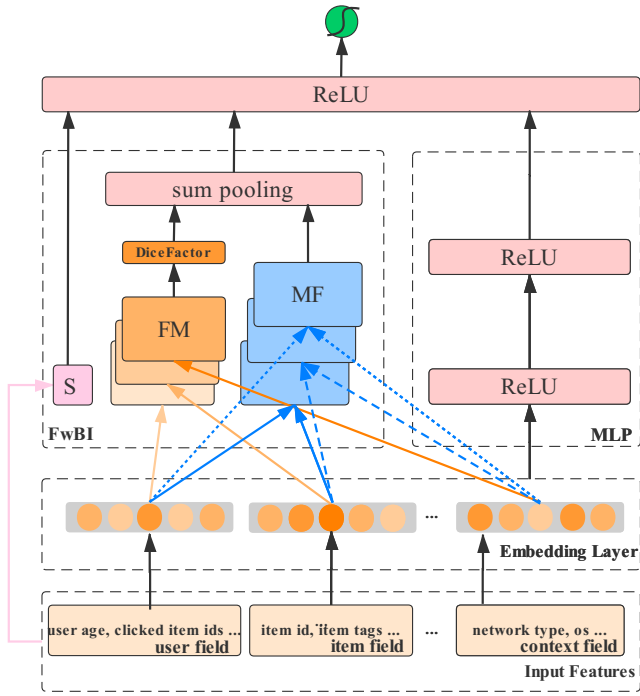 ReLU
sum pooling
DiceFactor
MF
FM
ReLU
ReLU
S
FwBI
MLP
...
Embedding Layer
user age, clicked item ids ...
user field
item id, item tags ...
item field
...
network type, os ...
context field
Input Features